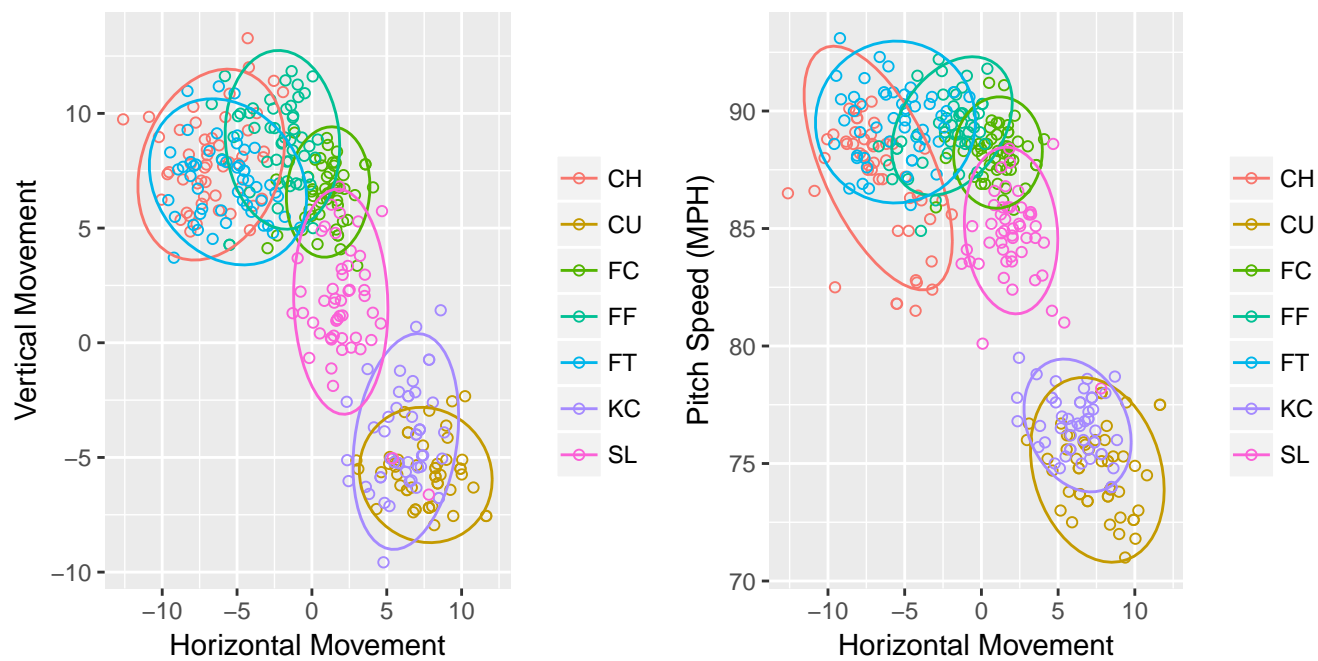 Vertical Movement
10
5
0
−5
−10
−10 −5 0 5 10
Horizontal Movement
CH
CU
FC
FF
FT
KC
SL
Pitch Speed (MPH)
90
85
80
75
70
−10 −5 0 5 10
Horizontal Movement
CH
CU
FC
FF
FT
KC
SL